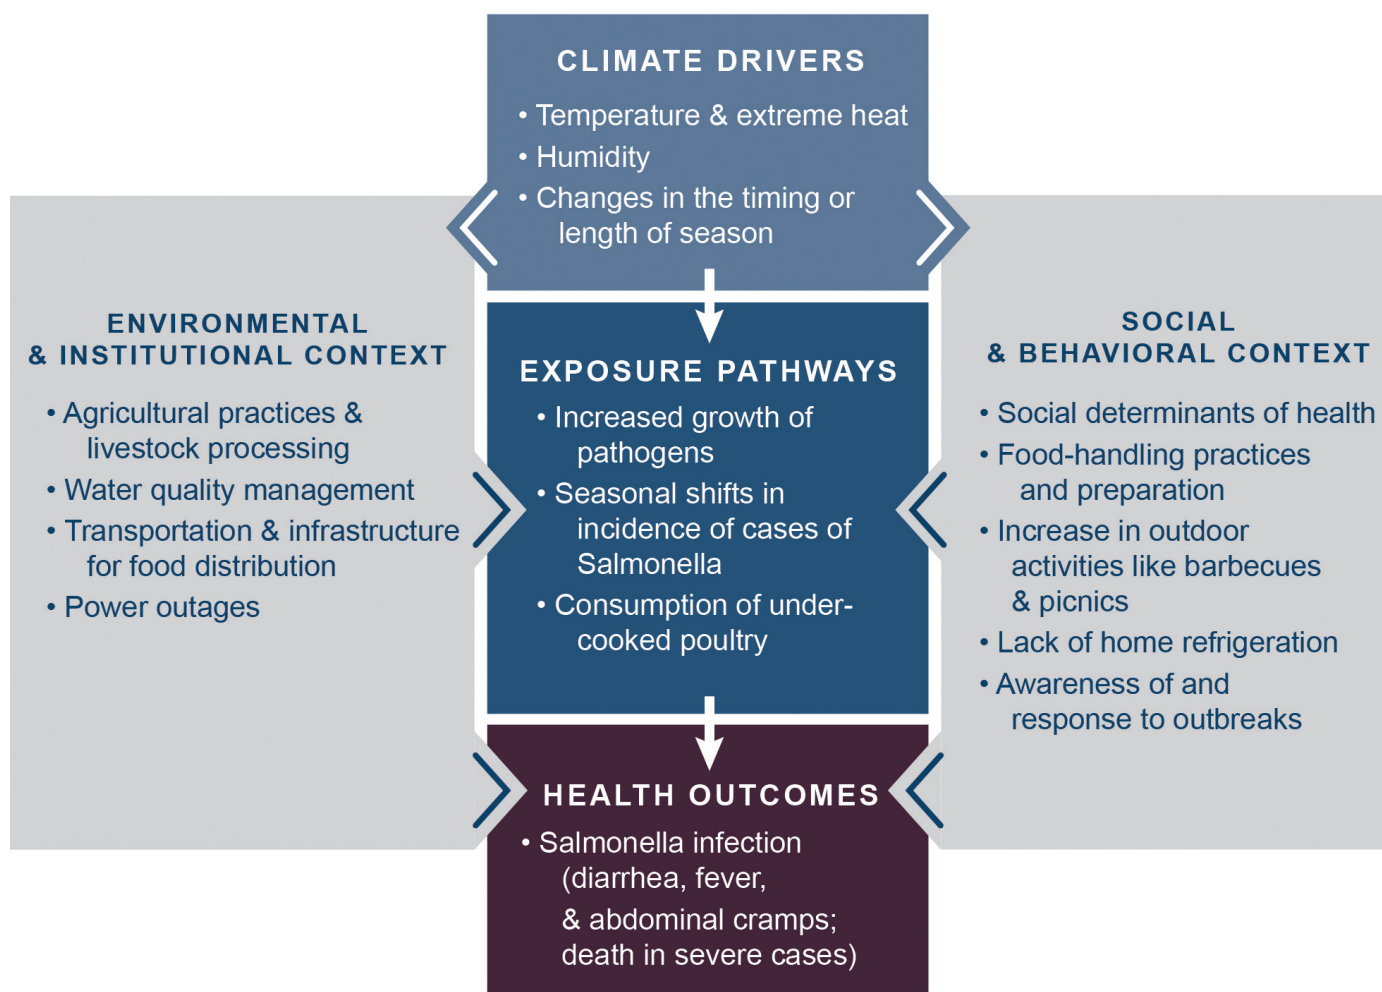 CLIMATE DRIVERS
• Temperature & extreme heat
• Humidity
• Changes in the timing or
length of season
ENVIRONMENTAL
& INSTITUTIONAL CONTEXT
• Agricultural practices &
livestock processing
• Water quality management
• Transportation & infrastructure
for food distribution
• Power outages
EXPOSURE PATHWAYS
• Increased growth of
pathogens
• Seasonal shifts in
incidence of cases of
Salmonella
• Consumption of under-
cooked poultry
SOCIAL
& BEHAVIORAL CONTEXT
• Social determinants of health
• Food-handling practices
and preparation
• Increase in outdoor
activities like barbecues
& picnics
• Lack of home refrigeration
• Awareness of and
response to outbreaks
HEALTH OUTCOMES
• Salmonella infection
(diarrhea, fever,
& abdominal cramps;
death in severe cases)